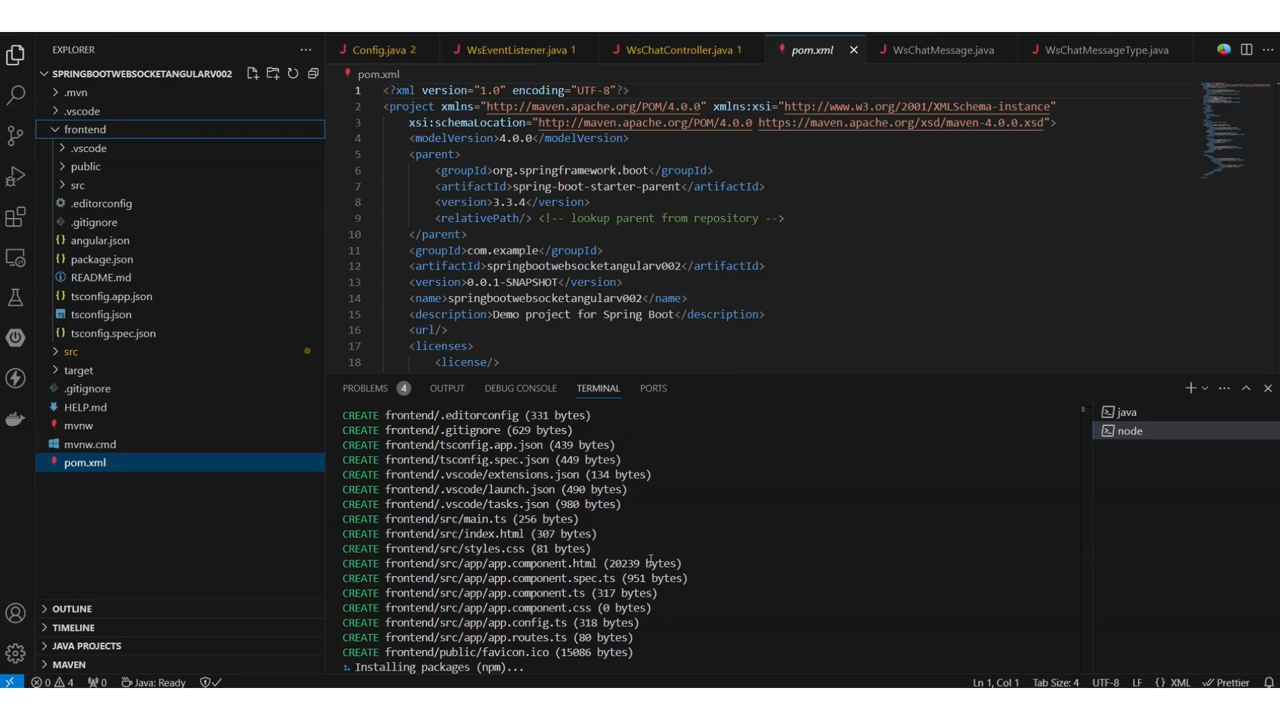 EXPLORER
SPRINGBOOTWEBSOCKETANGULARV002
.mvn
.vscode
frontend
.vscode
public
src
.editorconfig
.gitignore
angular.json
package.json
README.md
tsconfig.app.json
tsconfig.json
tsconfig.spec.json
src
target
.gitignore
HELP.md
mvnw
mvnw.cmd
pom.xml
OUTLINE
TIMELINE
JAVA PROJECTS
MAVEN
Config.java 2
WsEventListener.java 1
WsChatController.java 1
pom.xml
WsChatMessage.java
WsChatMessageType.java
pom.xml
1 <?xml version="1.0" encoding="UTF-8"?>
2 <project xmlns="http://maven.apache.org/POM/4.0.0" xmlns:xsi="http://www.w3.org/2001/XMLSchema-instance"
3 xsi:schemaLocation="http://maven.apache.org/POM/4.0.0 https://maven.apache.org/xsd/maven-4.0.0.xsd">
4 <modelVersion>4.0.0</modelVersion>
5 <parent>
6 <groupId>org.springframework.boot</groupId>
7 <artifactId>spring-boot-starter-parent</artifactId>
8 <version>3.3.4</version>
9 <relativePath/> <!-- lookup parent from repository -->
10 </parent>
11 <groupId>com.example</groupId>
12 <artifactId>springbootwebsocketangularv002</artifactId>
13 <version>0.0.1-SNAPSHOT</version>
14 <name>springbootwebsocketangularv002</name>
15 <description>Demo project for Spring Boot</description>
16 <url/>
17 <licenses>
18 <license/>
PROBLEMS 4 OUTPUT DEBUG CONSOLE TERMINAL PORTS
CREATE frontend/.editorconfig (331 bytes)
CREATE frontend/.gitignore (629 bytes)
CREATE frontend/tsconfig.app.json (439 bytes)
CREATE frontend/tsconfig.spec.json (449 bytes)
CREATE frontend/.vscode/extensions.json (134 bytes)
CREATE frontend/.vscode/launch.json (490 bytes)
CREATE frontend/.vscode/tasks.json (980 bytes)
CREATE frontend/src/main.ts (256 bytes)
CREATE frontend/src/index.html (307 bytes)
CREATE frontend/src/styles.css (81 bytes)
CREATE frontend/src/app/app.component.html (20239 bytes)
CREATE frontend/src/app/app.component.spec.ts (951 bytes)
CREATE frontend/src/app/app.component.ts (317 bytes)
CREATE frontend/src/app/app.component.css (0 bytes)
CREATE frontend/src/app/app.config.ts (318 bytes)
CREATE frontend/src/app/app.routes.ts (80 bytes)
CREATE frontend/public/favicon.ico (15086 bytes)
Installing packages (npm)...
java
node
0 4 0 Java: Ready
Ln 1, Col 1 Tab Size: 4 UTF-8 LF {} XML Prettier